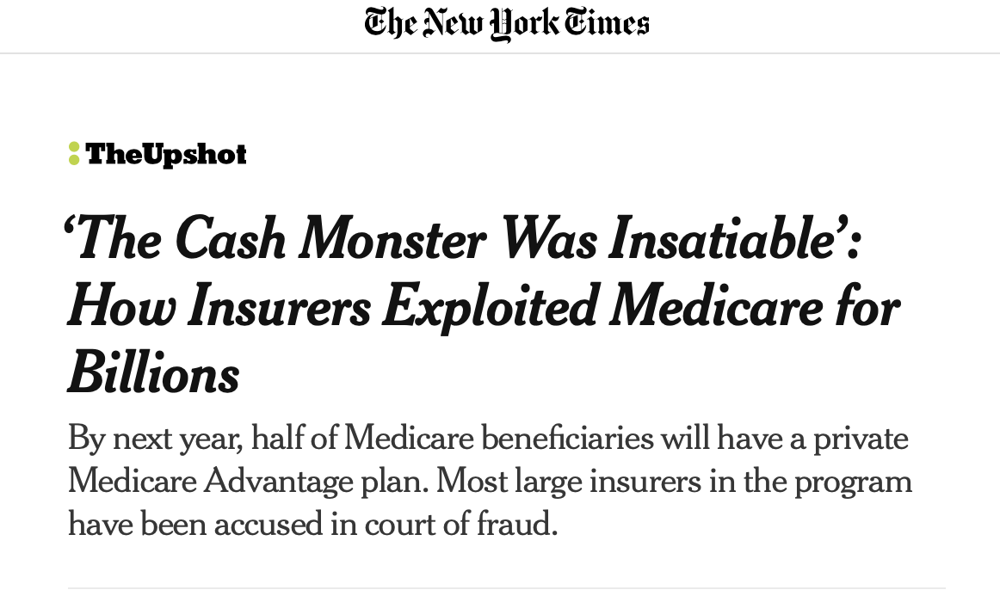 The New York Times
TheUpshot
‘The Cash Monster Was Insatiable’:
How Insurers Exploited Medicare for
Billions
By next year, half of Medicare beneficiaries will have a private
Medicare Advantage plan. Most large insurers in the program
have been accused in court of fraud.